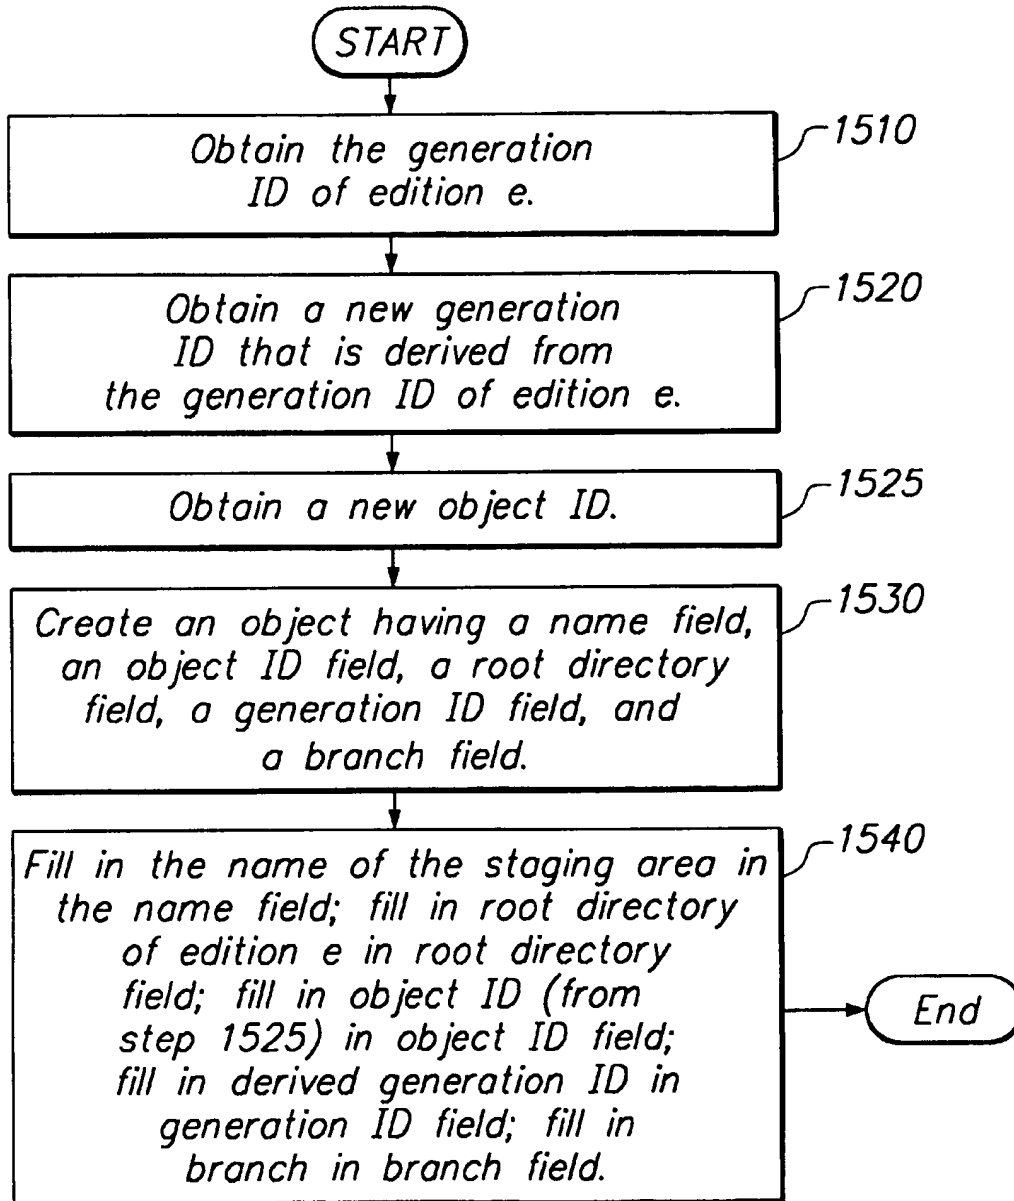 START
Obtain the generation
ID of edition e.
1510
Obtain a new generation
ID that is derived from
the generation ID of edition e.
1520
Obtain a new object ID.
1525
Create an object having a name field,
an object ID field, a root directory
field, a generation ID field, and
a branch field.
1530
Fill in the name of the staging area in
the name field; fill in root directory
of edition e in root directory
field; fill in object ID (from
step 1525) in object ID field;
fill in derived generation ID in
generation ID field; fill in
branch in branch field.
1540
End